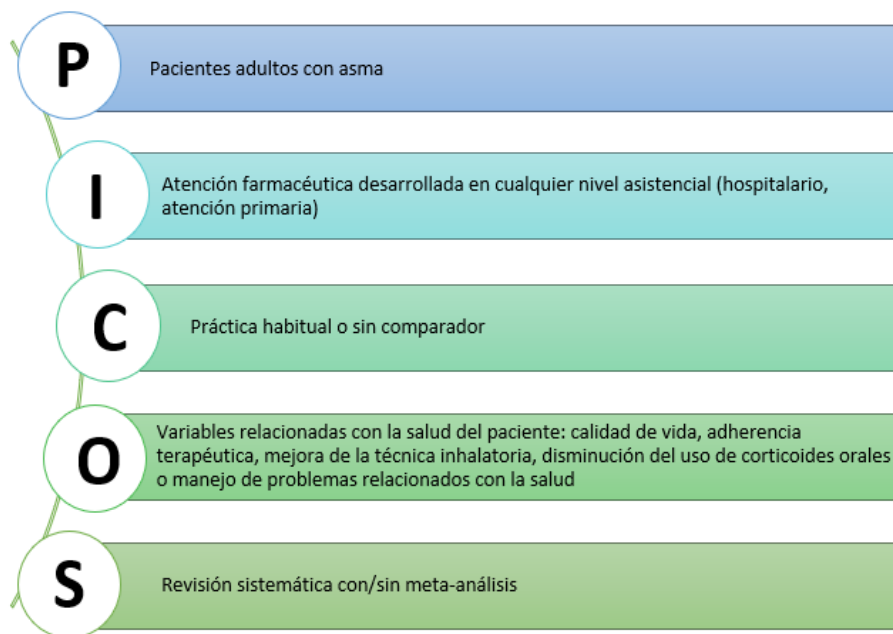 P
Pacientes adultos con asma
I
Atención farmacéutica desarrollada en cualquier nivel asistencial (hospitalario,
atención primaria)
C
Práctica habitual o sin comparador
O
Variables relacionadas con la salud del paciente: calidad de vida, adherencia
terapéutica, mejora de la técnica inhalatoria, disminución del uso de corticoides orales
o manejo de problemas relacionados con la salud
S
Revisión sistemática con/sin meta-análisis